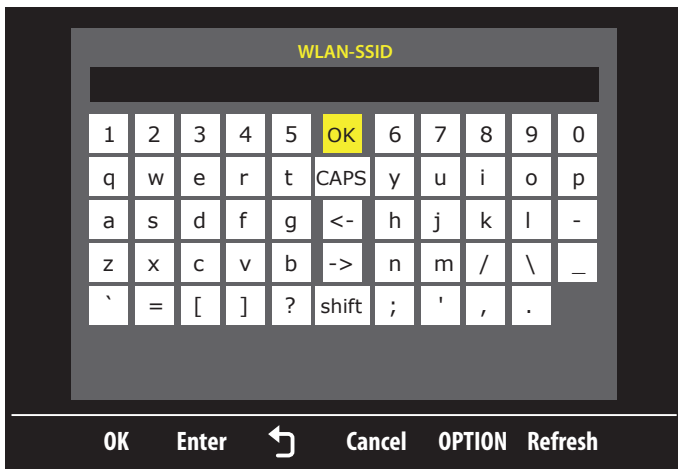 WLAN-SSID
1 2 3 4 5 OK 6 7 8 9 0
q w e r t CAPS y u i o p
a s d f g <- h j k l -
z x c v b -> n m / \ _
` = [ ] ? shift ; ' , .
OK Enter Cancel OPTION Refresh